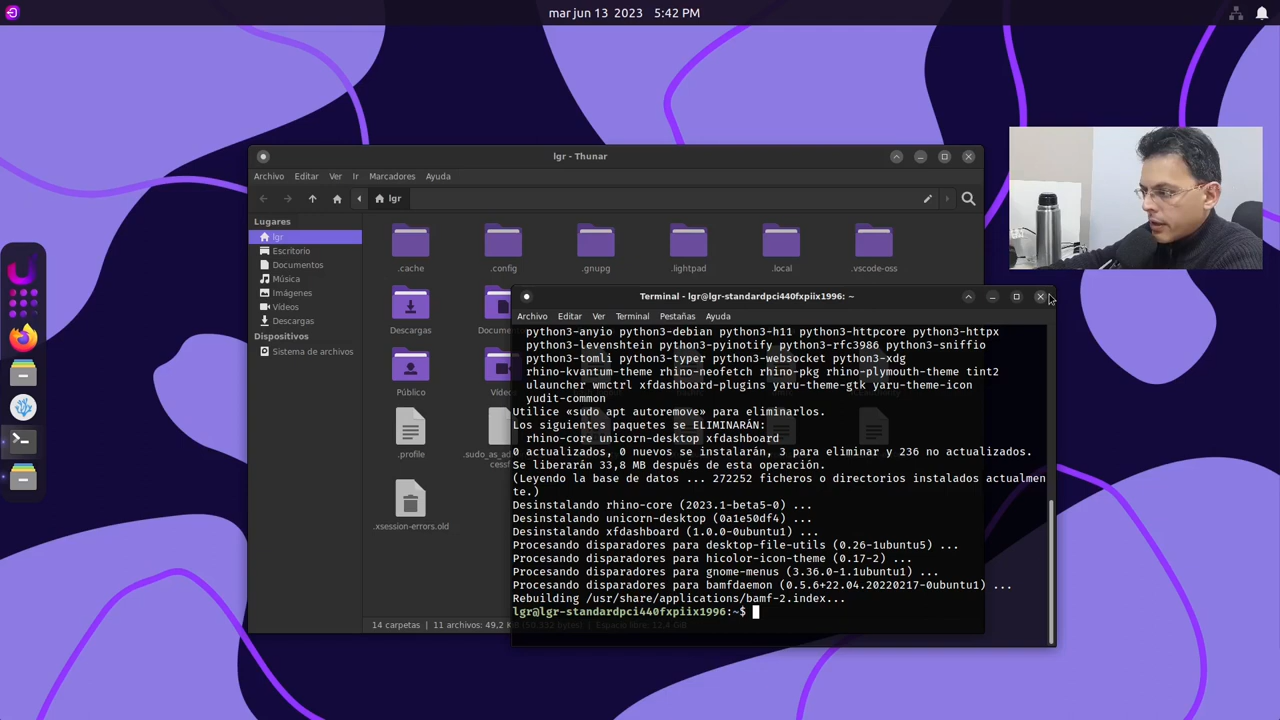 mar jun 13 2023 5:42 PM
lgr - Thunar
Archivo Editar Ver Ir Marcadores Ayuda
lgr
Lugares
lgr
Escritorio
Documentos
Música
Imágenes
Vídeos
Descargas
Dispositivos
Sistema de archivos
.cache .config .gnupg .lightpad .local .vscode-oss
Descargas
Público
.profile
.xsession-errors.old
14 carpetas | 11 archivos: 49,2
Terminal - lgr@lgr-standardpci440fxpiix1996: ~
Archivo Editar Ver Terminal Pestañas Ayuda
python3-anyio python3-debian python3-h11 python3-httpcore python3-httpx
python3-levenshtein python3-pyinotify python3-rfc3986 python3-sniffio
python3-tomli python3-typer python3-websocket python3-xdg
rhino-kvantum-theme rhino-neofetch rhino-pkg rhino-plymouth-theme tint2
ulauncher wmctrl xfdashboard-plugins yaru-theme-gtk yaru-theme-icon
yudit-common
Utilice «sudo apt autoremove» para eliminarlos.
Los siguientes paquetes se ELIMINARÁN:
rhino-core unicorn-desktop xfdashboard
0 actualizados, 0 nuevos se instalarán, 3 para eliminar y 236 no actualizados.
Se liberarán 33,8 MB después de esta operación.
(Leyendo la base de datos ... 272252 ficheros o directorios instalados actualmen
te.)
Desinstalando rhino-core (2023.1-beta5-0) ...
Desinstalando unicorn-desktop (0a1e50df4) ...
Desinstalando xfdashboard (1.0.0-0ubuntu1) ...
Procesando disparadores para desktop-file-utils (0.26-1ubuntu5) ...
Procesando disparadores para hicolor-icon-theme (0.17-2) ...
Procesando disparadores para gnome-menus (3.36.0-1.1ubuntu1) ...
Procesando disparadores para bamfdaemon (0.5.6+22.04.20220217-0ubuntu1) ...
Rebuilding /usr/share/applications/bamf-2.index...
lgr@lgr-standardpci440fxpiix1996:~$